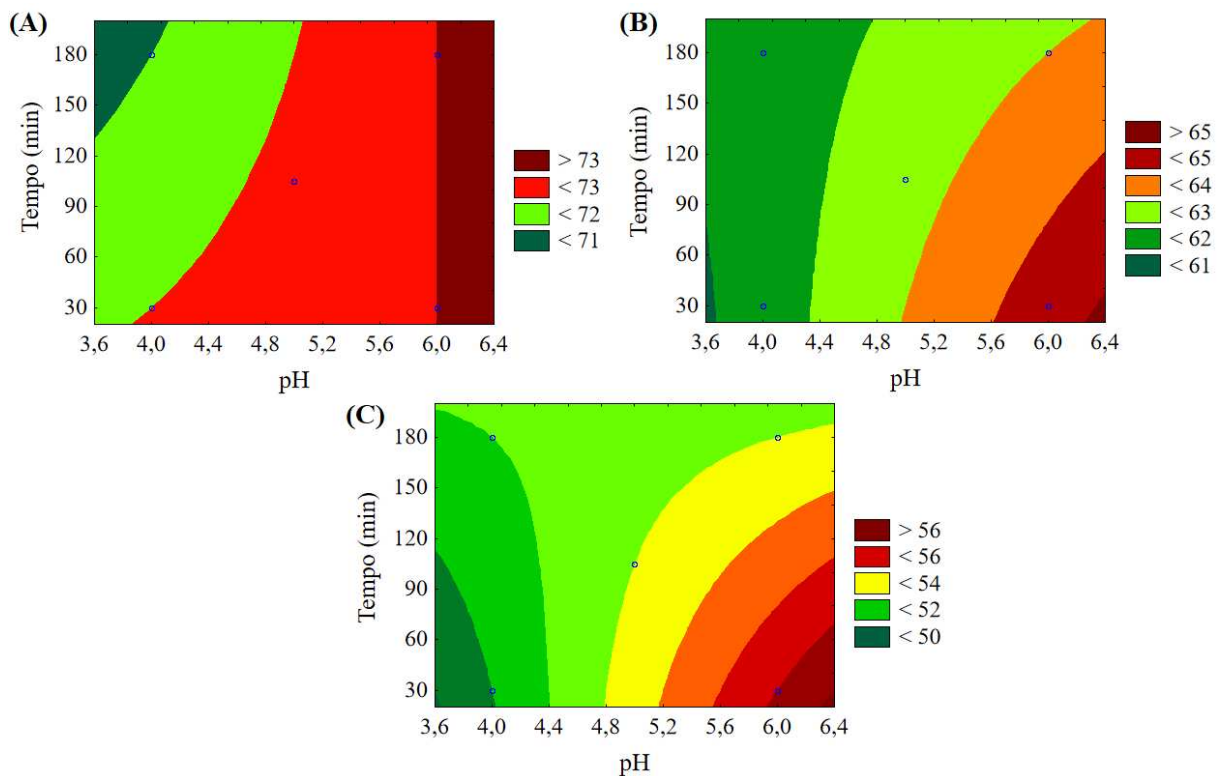 (A)
Tempo (min)
180
150
120
90
60
30
3,6 4,0 4,4 4,8 5,2 5,6 6,0 6,4
pH
> 73
< 73
< 72
< 71
(B)
Tempo (min)
180
150
120
90
60
30
3,6 4,0 4,4 4,8 5,2 5,6 6,0 6,4
pH
> 65
< 65
< 64
< 63
< 62
< 61
(C)
Tempo (min)
180
150
120
90
60
30
3,6 4,0 4,4 4,8 5,2 5,6 6,0 6,4
pH
> 56
< 56
< 54
< 52
< 50